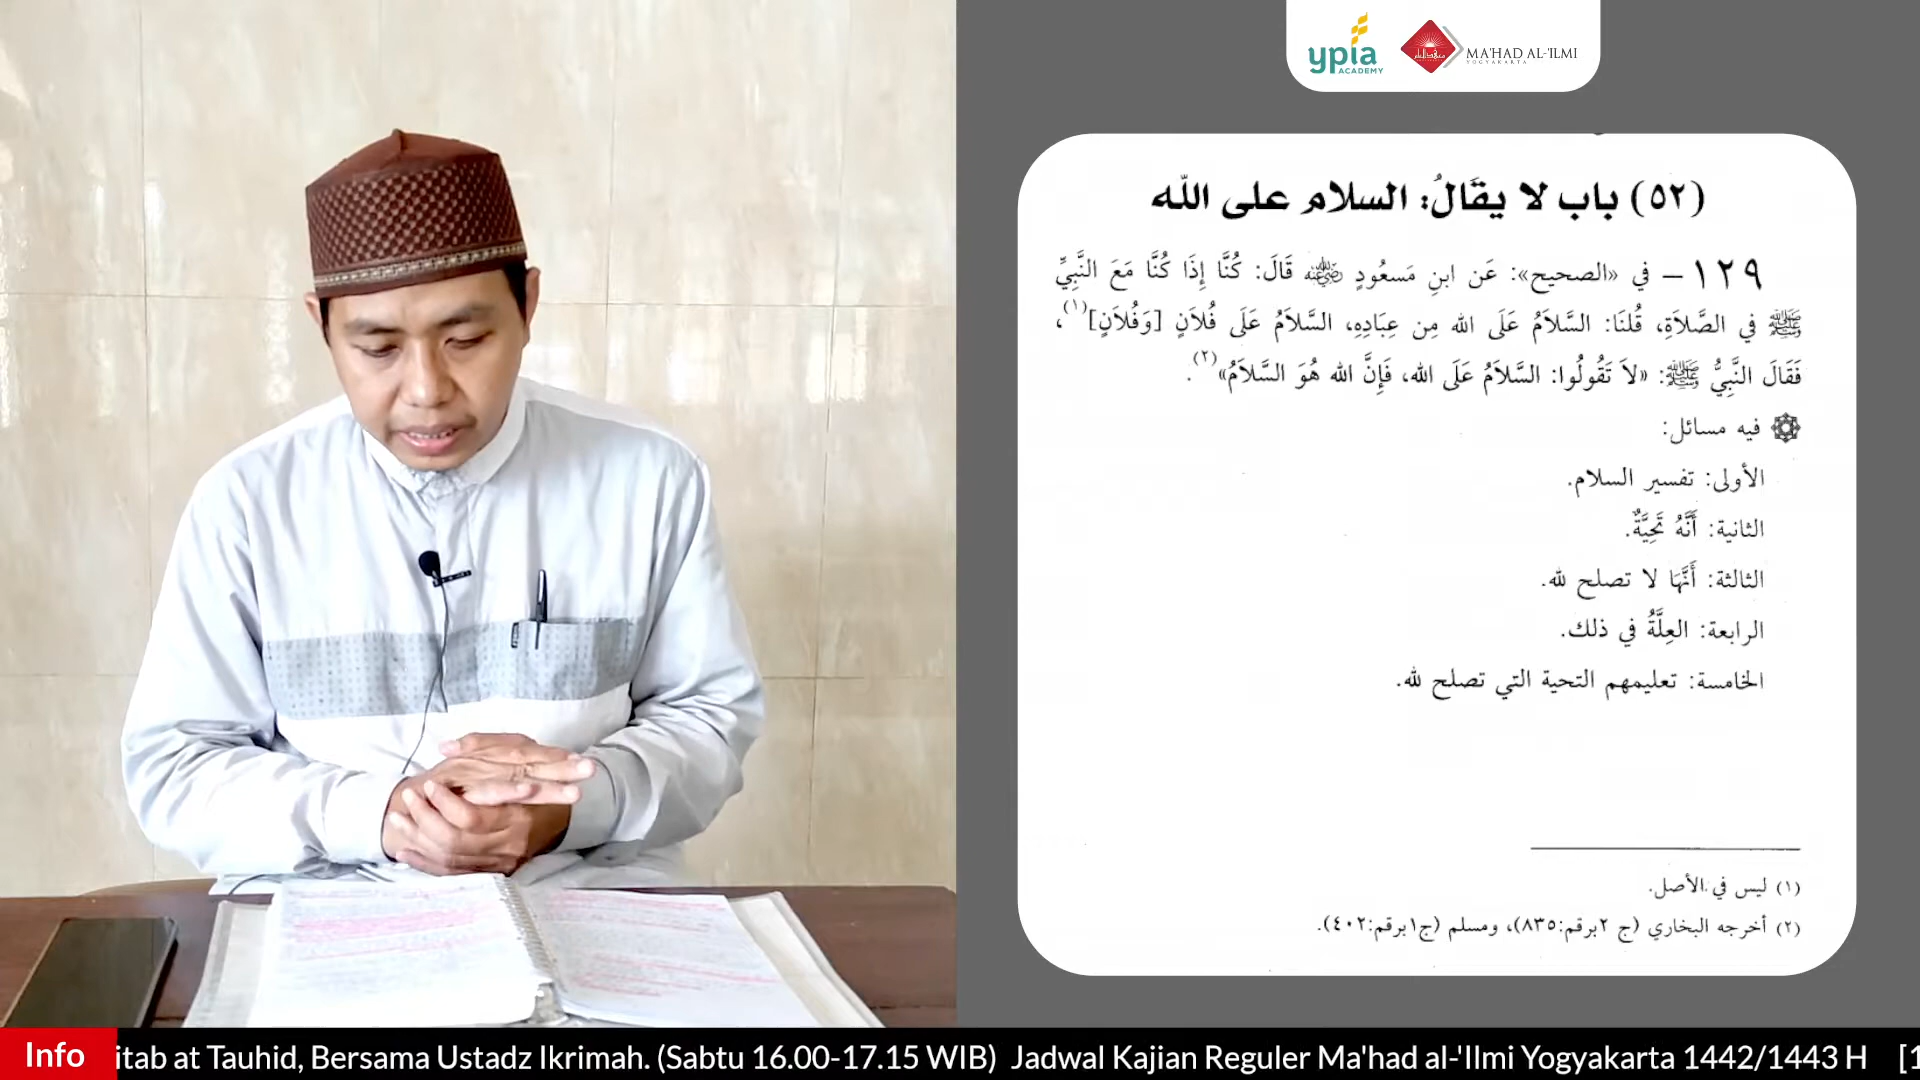 ypia
ACADEMY
MA'HAD AL-'ILMI
YOGYAKARTA
(٥٢) باب لا يقَالُ: السلام على الله
١٢٩ – في «الصحيح»: عَن ابنِ مَسعُودٍ رضي الله عنه قَالَ: كُنَّا إِذَا كُنَّا مَعَ النَّبِيِّ
ﷺ في الصَّلاَةِ، قُلنَا: السَّلاَمُ عَلَى الله مِن عِبَادِهِ، السَّلاَمُ عَلَى فُلاَنٍ [وَفُلاَنٍ](١)،
فَقَالَ النَّبِيُّ ﷺ: «لاَ تَقُولُوا: السَّلاَمُ عَلَى الله، فَإِنَّ الله هُوَ السَّلاَمُ»(٢).
فيه مسائل:
الأولى: تفسير السلام.
الثانية: أَنَّهُ تَحِيَّةٌ.
الثالثة: أَنَّهَا لا تصلح لله.
الرابعة: العِلَّةُ في ذلك.
الخامسة: تعليمهم التحية التي تصلح لله.
(١) ليس في الأصل.
(٢) أخرجه البخاري (ج ٢برقم:٨٣٥)، ومسلم (ج١برقم:٤٠٢).
Info
itab at Tauhid, Bersama Ustadz Ikrimah. (Sabtu 16.00-17.15 WIB) Jadwal Kajian Reguler Ma'had al-'Ilmi Yogyakarta 1442/1443 H [1